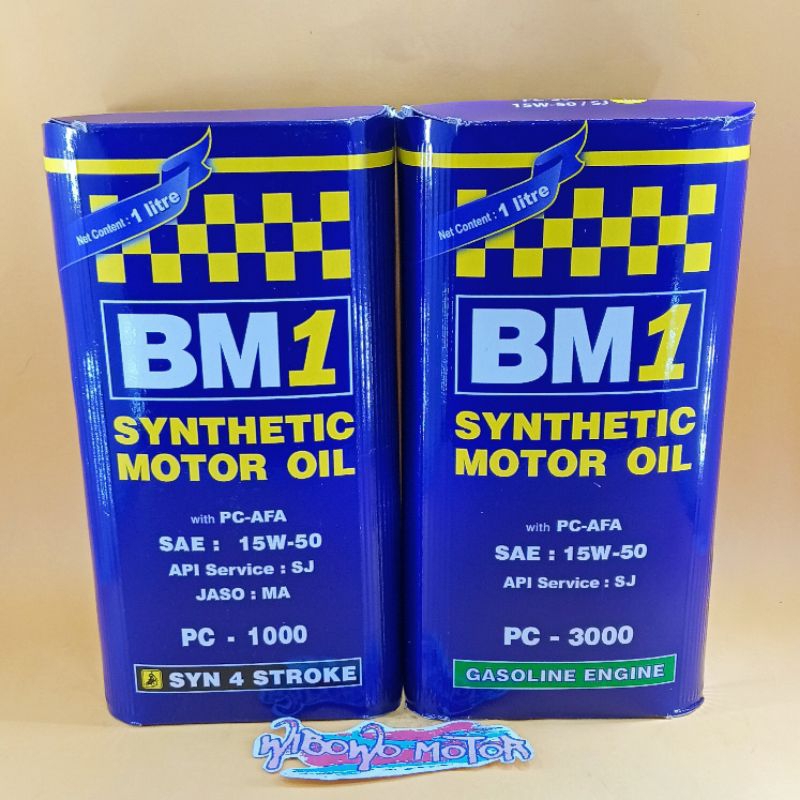 Net Content : 1 litre
BM1
SYNTHETIC
MOTOR OIL
with PC-AFA
SAE : 15W-50
API Service : SJ
JASO : MA
PC - 1000
SYN 4 STROKE
15W-50 / SJ
Net Content : 1 litre
BM1
SYNTHETIC
MOTOR OIL
with PC-AFA
SAE : 15W-50
API Service : SJ
PC - 3000
GASOLINE ENGINE
WIBOWO MOTOR